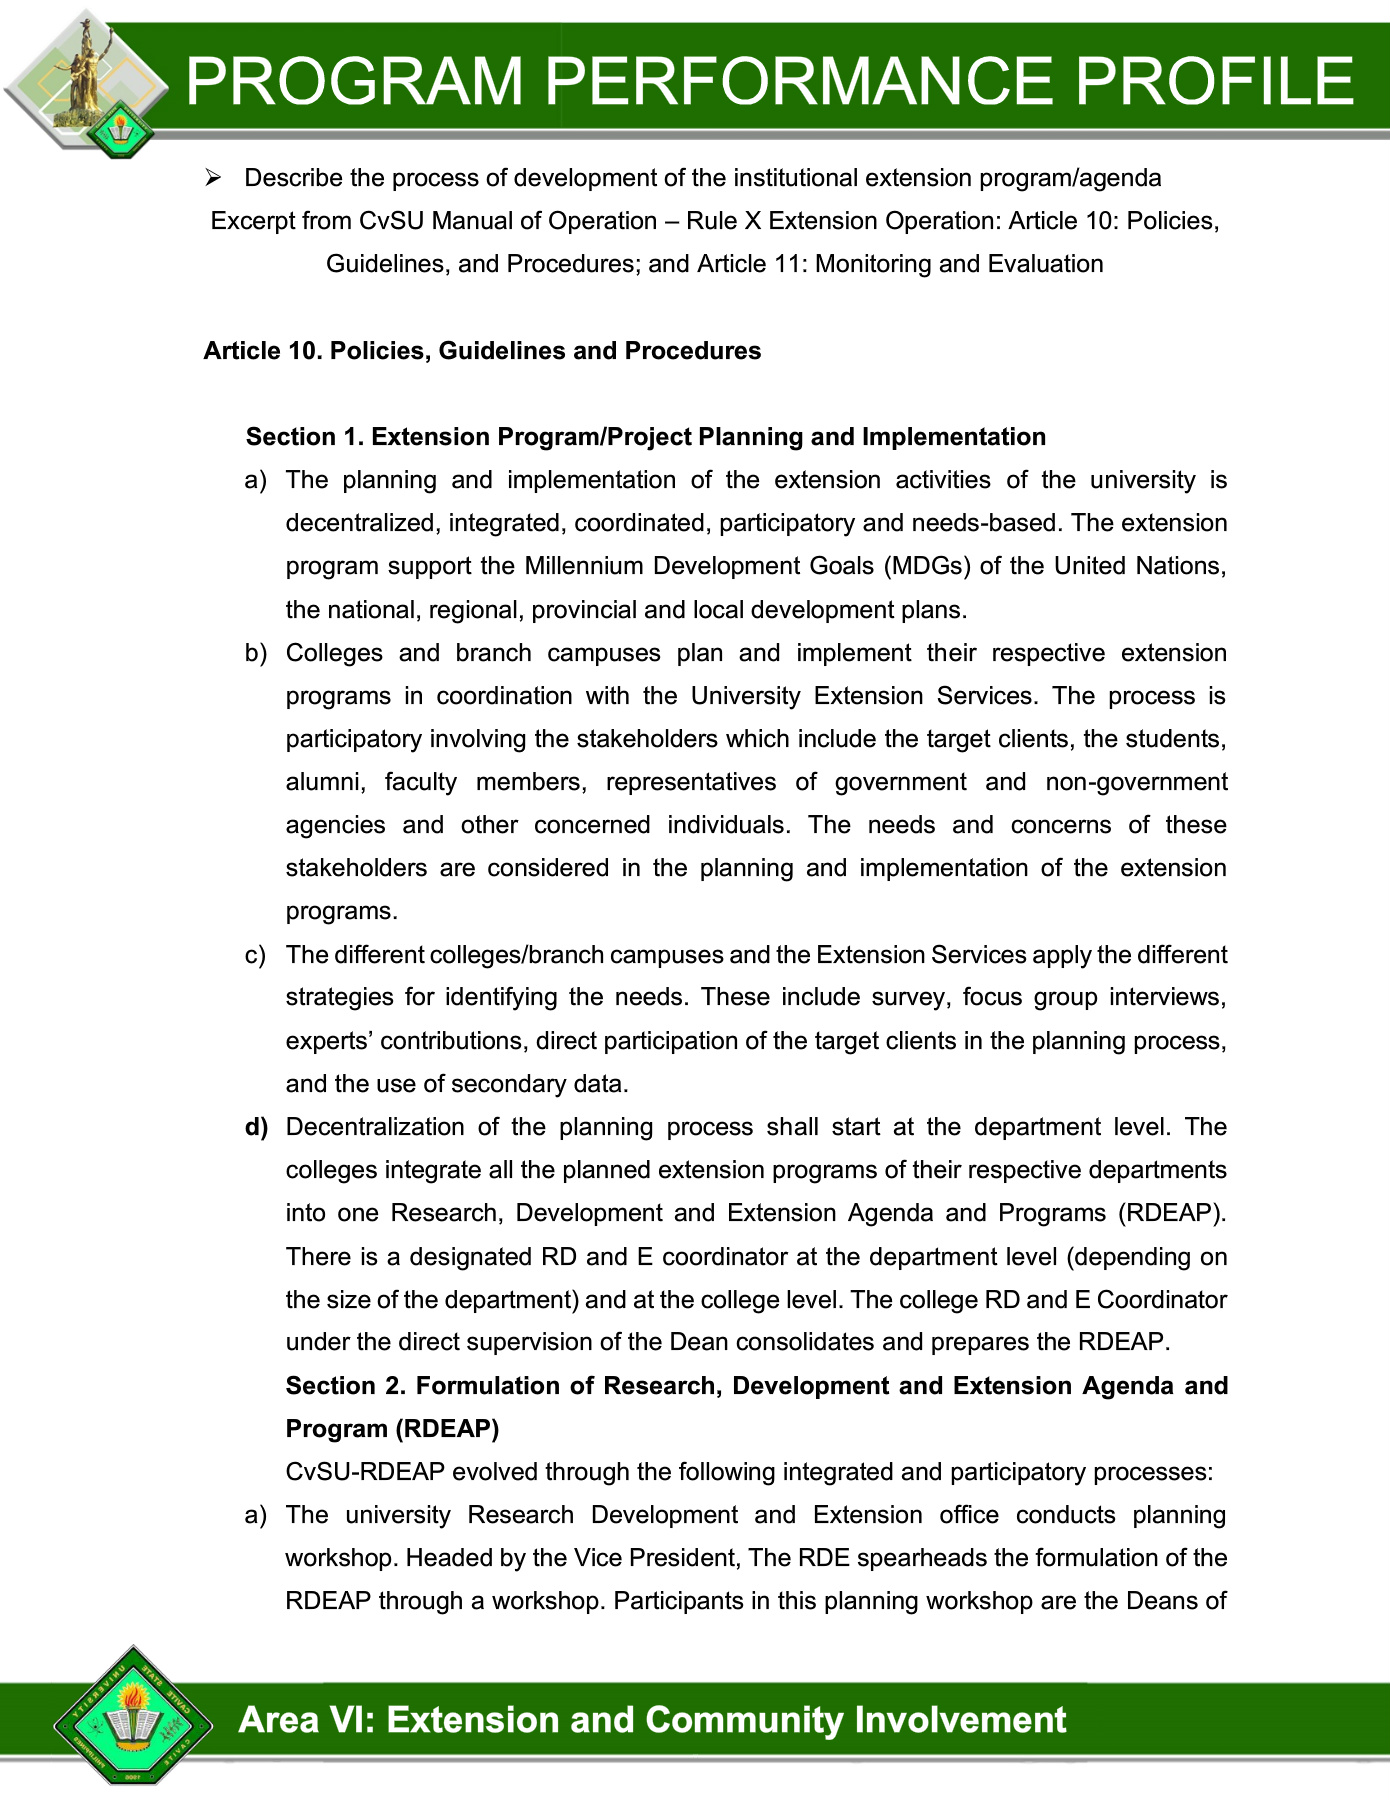 PROGRAM PERFORMANCE PROFILE
➢ Describe the process of development of the institutional extension program/agenda
Excerpt from CvSU Manual of Operation – Rule X Extension Operation: Article 10: Policies,
Guidelines, and Procedures; and Article 11: Monitoring and Evaluation
Article 10. Policies, Guidelines and Procedures
Section 1. Extension Program/Project Planning and Implementation
a) The planning and implementation of the extension activities of the university is
decentralized, integrated, coordinated, participatory and needs-based. The extension
program support the Millennium Development Goals (MDGs) of the United Nations,
the national, regional, provincial and local development plans.
b) Colleges and branch campuses plan and implement their respective extension
programs in coordination with the University Extension Services. The process is
participatory involving the stakeholders which include the target clients, the students,
alumni, faculty members, representatives of government and non-government
agencies and other concerned individuals. The needs and concerns of these
stakeholders are considered in the planning and implementation of the extension
programs.
c) The different colleges/branch campuses and the Extension Services apply the different
strategies for identifying the needs. These include survey, focus group interviews,
experts’ contributions, direct participation of the target clients in the planning process,
and the use of secondary data.
d) Decentralization of the planning process shall start at the department level. The
colleges integrate all the planned extension programs of their respective departments
into one Research, Development and Extension Agenda and Programs (RDEAP).
There is a designated RD and E coordinator at the department level (depending on
the size of the department) and at the college level. The college RD and E Coordinator
under the direct supervision of the Dean consolidates and prepares the RDEAP.
Section 2. Formulation of Research, Development and Extension Agenda and
Program (RDEAP)
CvSU-RDEAP evolved through the following integrated and participatory processes:
a) The university Research Development and Extension office conducts planning
workshop. Headed by the Vice President, The RDE spearheads the formulation of the
RDEAP through a workshop. Participants in this planning workshop are the Deans of
CAVITE STATE UNIVERSITY
CAVITE PHILIPPINES
Area VI: Extension and Community Involvement